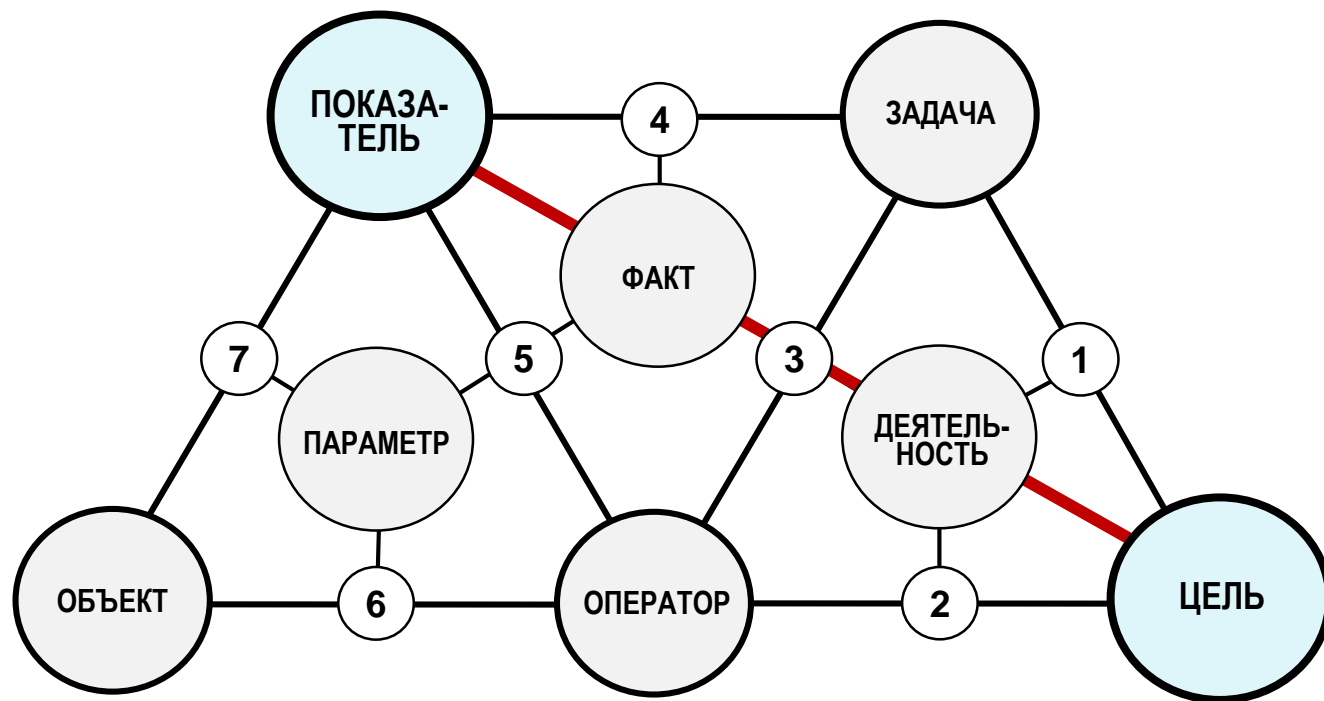 ПОКАЗА-
ТЕЛЬ
4
ЗАДАЧА
ФАКТ
7
5
3
1
ПАРАМЕТР
ДЕЯТЕЛЬ-
НОСТЬ
ОБЪЕКТ
6
ОПЕРАТОР
2
ЦЕЛЬ